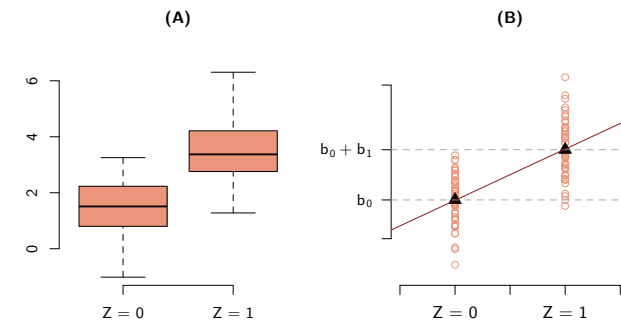 (A)
(B)
6
4
2
0
b₀ + b₁
b₀
Z = 0
Z = 1
Z = 0
Z = 1